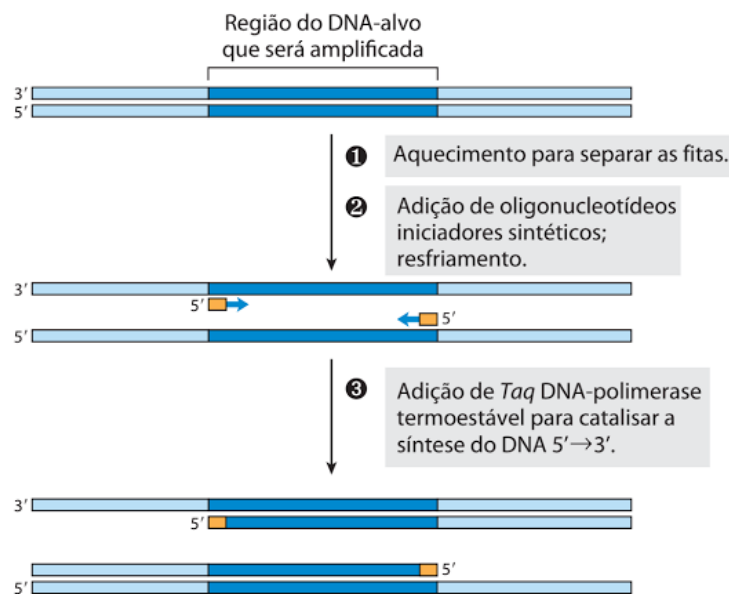 Região do DNA-alvo
que será amplificada
3′
5′
❶ Aquecimento para separar as fitas.
❷ Adição de oligonucleotídeos
iniciadores sintéticos;
resfriamento.
3′
5′
5′
5′
❸ Adição de Taq DNA-polimerase
termoestável para catalisar a
síntese do DNA 5′→3′.
3′
5′
5′
5′